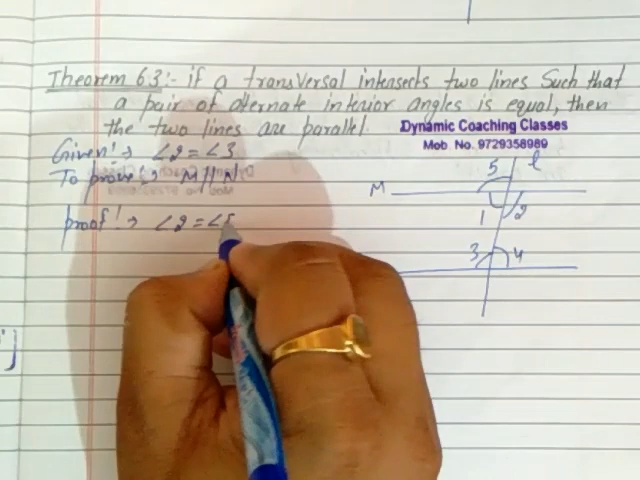 Theorem 6.3:- if a transversal intersects two lines Such that
a pair of alternate interior angles is equal, then
the two lines are parallel.
Dynamic Coaching Classes
Mob. No. 9729358989
Given:→ ∠2=∠3
To prove:→ M || N
proof:→ ∠2=∠
5 l
M
1 2
3 4